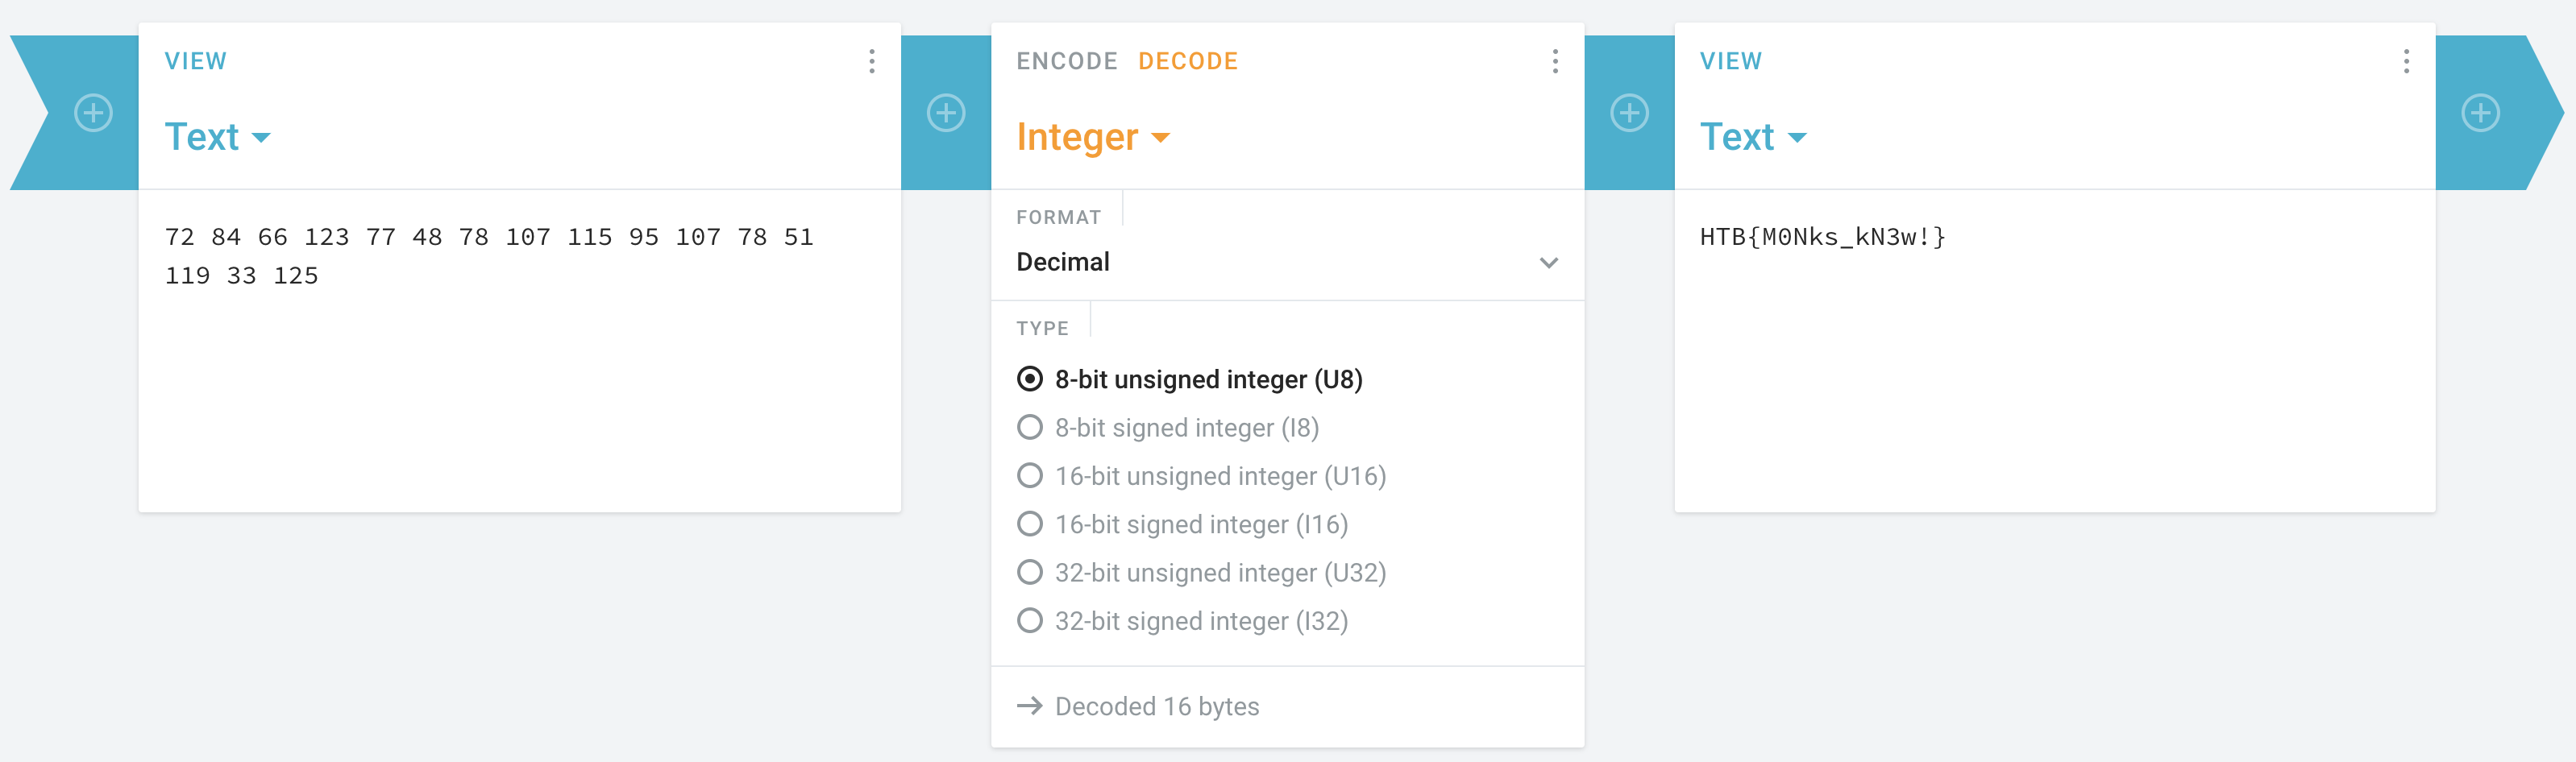 VIEW
Text
72 84 66 123 77 48 78 107 115 95 107 78 51
119 33 125
ENCODE DECODE
Integer
FORMAT
Decimal
TYPE
8-bit unsigned integer (U8)
8-bit signed integer (I8)
16-bit unsigned integer (U16)
16-bit signed integer (I16)
32-bit unsigned integer (U32)
32-bit signed integer (I32)
→ Decoded 16 bytes
VIEW
Text
HTB{M0Nks_kN3w!}